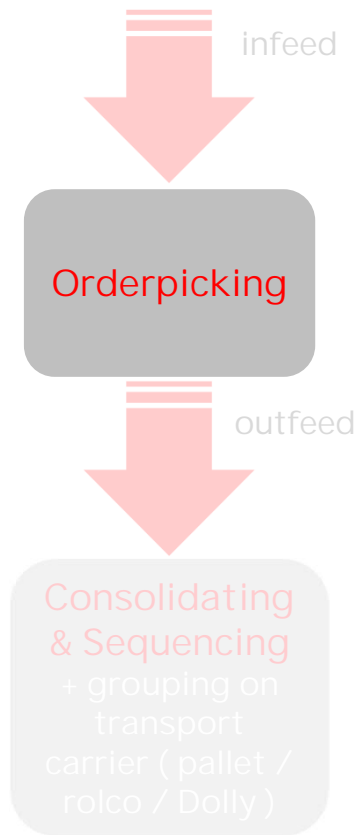 infeed
Orderpicking
outfeed
Consolidating
& Sequencing
+ grouping on
transport
carrier ( pallet /
rolco / Dolly )